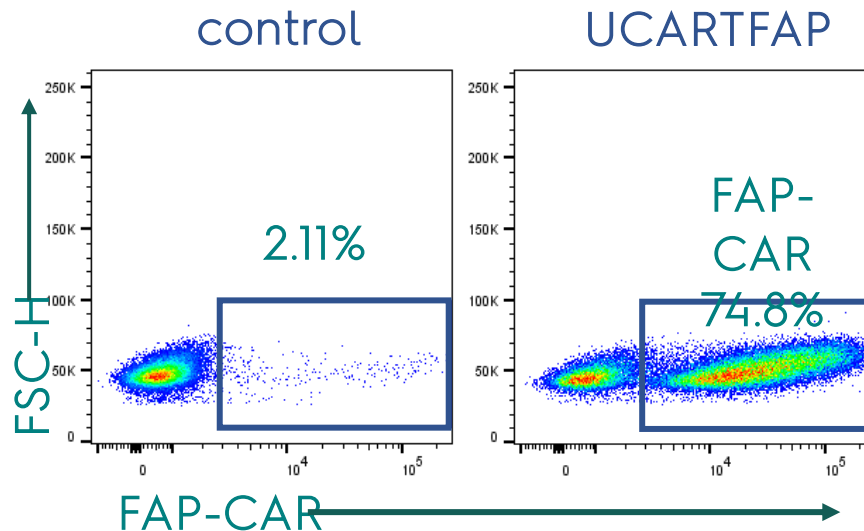 control
UCARTFAP
250K
200K
150K
100K
50K
0
2.11%
0
10^4
10^5
250K
200K
150K
100K
50K
0
FAP-
CAR
74.8%
0
10^4
10^5
FSC-H
FAP-CAR